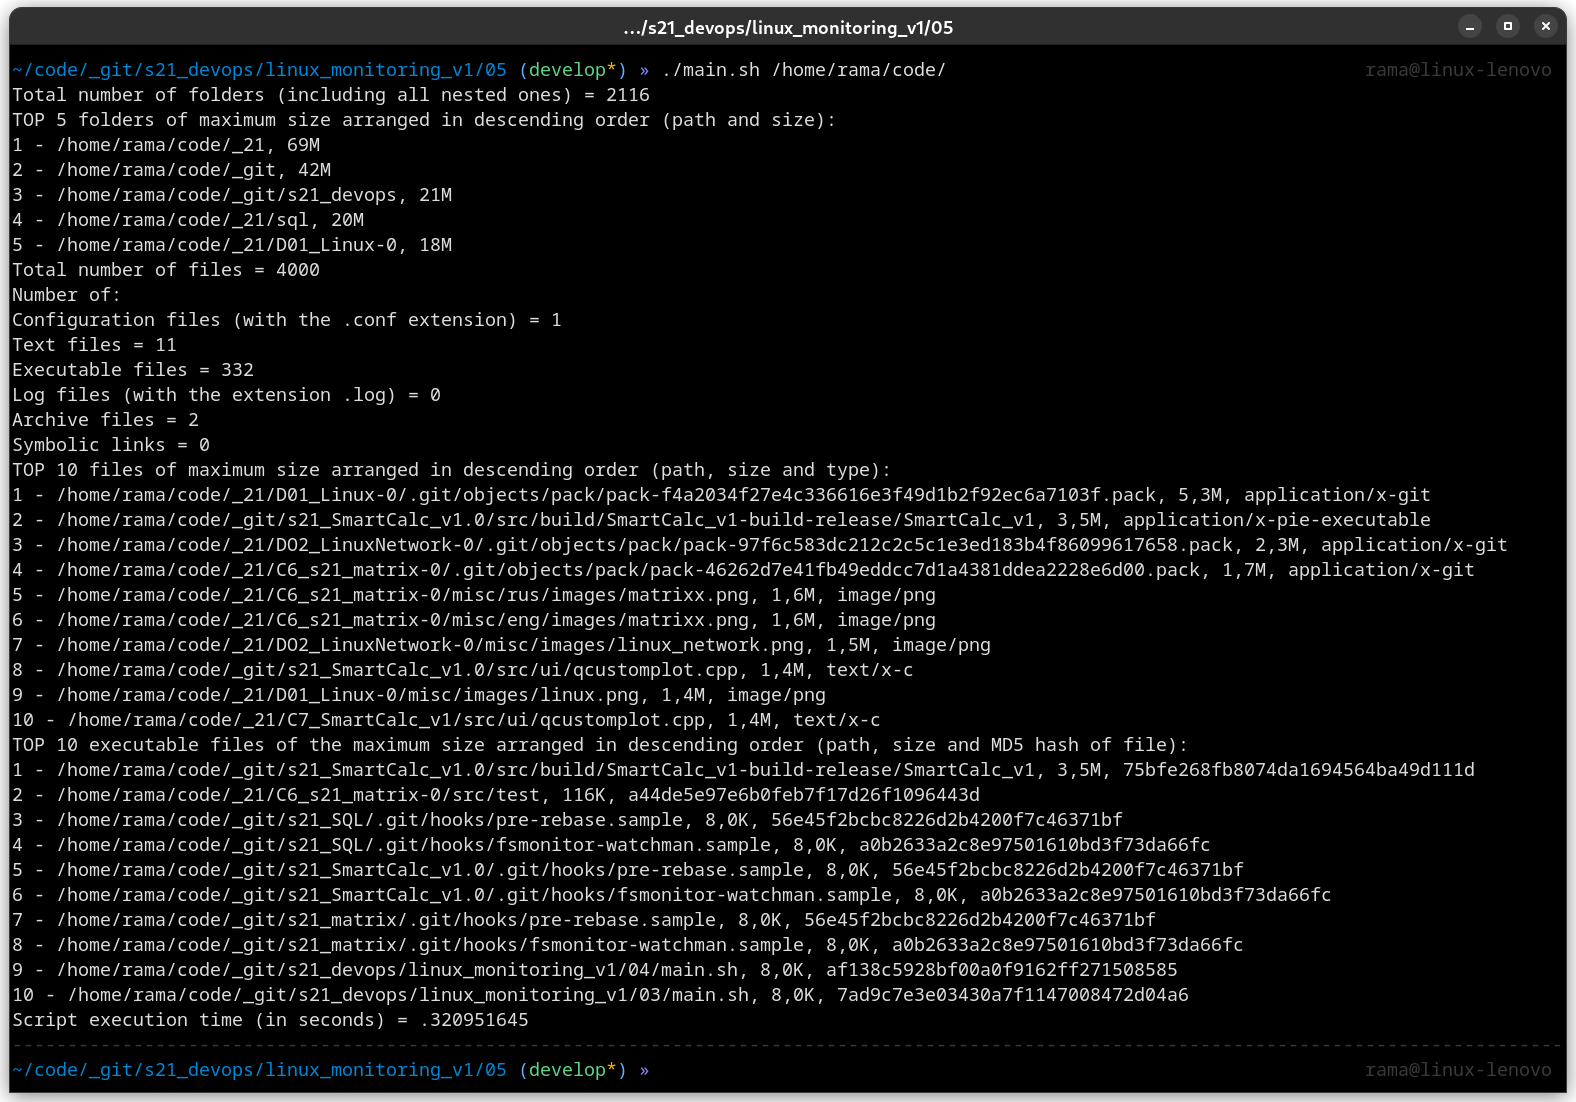 .../s21_devops/linux_monitoring_v1/05
~/code/_git/s21_devops/linux_monitoring_v1/05 (develop*) » ./main.sh /home/rama/code/ rama@linux-lenovo
Total number of folders (including all nested ones) = 2116
TOP 5 folders of maximum size arranged in descending order (path and size):
1 - /home/rama/code/_21, 69M
2 - /home/rama/code/_git, 42M
3 - /home/rama/code/_git/s21_devops, 21M
4 - /home/rama/code/_21/sql, 20M
5 - /home/rama/code/_21/D01_Linux-0, 18M
Total number of files = 4000
Number of:
Configuration files (with the .conf extension) = 1
Text files = 11
Executable files = 332
Log files (with the extension .log) = 0
Archive files = 2
Symbolic links = 0
TOP 10 files of maximum size arranged in descending order (path, size and type):
1 - /home/rama/code/_21/D01_Linux-0/.git/objects/pack/pack-f4a2034f27e4c336616e3f49d1b2f92ec6a7103f.pack, 5,3M, application/x-git
2 - /home/rama/code/_git/s21_SmartCalc_v1.0/src/build/SmartCalc_v1-build-release/SmartCalc_v1, 3,5M, application/x-pie-executable
3 - /home/rama/code/_21/DO2_LinuxNetwork-0/.git/objects/pack/pack-97f6c583dc212c2c5c1e3ed183b4f86099617658.pack, 2,3M, application/x-git
4 - /home/rama/code/_21/C6_s21_matrix-0/.git/objects/pack/pack-46262d7e41fb49eddcc7d1a4381ddea2228e6d00.pack, 1,7M, application/x-git
5 - /home/rama/code/_21/C6_s21_matrix-0/misc/rus/images/matrixx.png, 1,6M, image/png
6 - /home/rama/code/_21/C6_s21_matrix-0/misc/eng/images/matrixx.png, 1,6M, image/png
7 - /home/rama/code/_21/DO2_LinuxNetwork-0/misc/images/linux_network.png, 1,5M, image/png
8 - /home/rama/code/_git/s21_SmartCalc_v1.0/src/ui/qcustomplot.cpp, 1,4M, text/x-c
9 - /home/rama/code/_21/D01_Linux-0/misc/images/linux.png, 1,4M, image/png
10 - /home/rama/code/_21/C7_SmartCalc_v1/src/ui/qcustomplot.cpp, 1,4M, text/x-c
TOP 10 executable files of the maximum size arranged in descending order (path, size and MD5 hash of file):
1 - /home/rama/code/_git/s21_SmartCalc_v1.0/src/build/SmartCalc_v1-build-release/SmartCalc_v1, 3,5M, 75bfe268fb8074da1694564ba49d111d
2 - /home/rama/code/_21/C6_s21_matrix-0/src/test, 116K, a44de5e97e6b0feb7f17d26f1096443d
3 - /home/rama/code/_git/s21_SQL/.git/hooks/pre-rebase.sample, 8,0K, 56e45f2bcbc8226d2b4200f7c46371bf
4 - /home/rama/code/_git/s21_SQL/.git/hooks/fsmonitor-watchman.sample, 8,0K, a0b2633a2c8e97501610bd3f73da66fc
5 - /home/rama/code/_git/s21_SmartCalc_v1.0/.git/hooks/pre-rebase.sample, 8,0K, 56e45f2bcbc8226d2b4200f7c46371bf
6 - /home/rama/code/_git/s21_SmartCalc_v1.0/.git/hooks/fsmonitor-watchman.sample, 8,0K, a0b2633a2c8e97501610bd3f73da66fc
7 - /home/rama/code/_git/s21_matrix/.git/hooks/pre-rebase.sample, 8,0K, 56e45f2bcbc8226d2b4200f7c46371bf
8 - /home/rama/code/_git/s21_matrix/.git/hooks/fsmonitor-watchman.sample, 8,0K, a0b2633a2c8e97501610bd3f73da66fc
9 - /home/rama/code/_git/s21_devops/linux_monitoring_v1/04/main.sh, 8,0K, af138c5928bf00a0f9162ff271508585
10 - /home/rama/code/_git/s21_devops/linux_monitoring_v1/03/main.sh, 8,0K, 7ad9c7e3e03430a7f1147008472d04a6
Script execution time (in seconds) = .320951645
~/code/_git/s21_devops/linux_monitoring_v1/05 (develop*) » rama@linux-lenovo